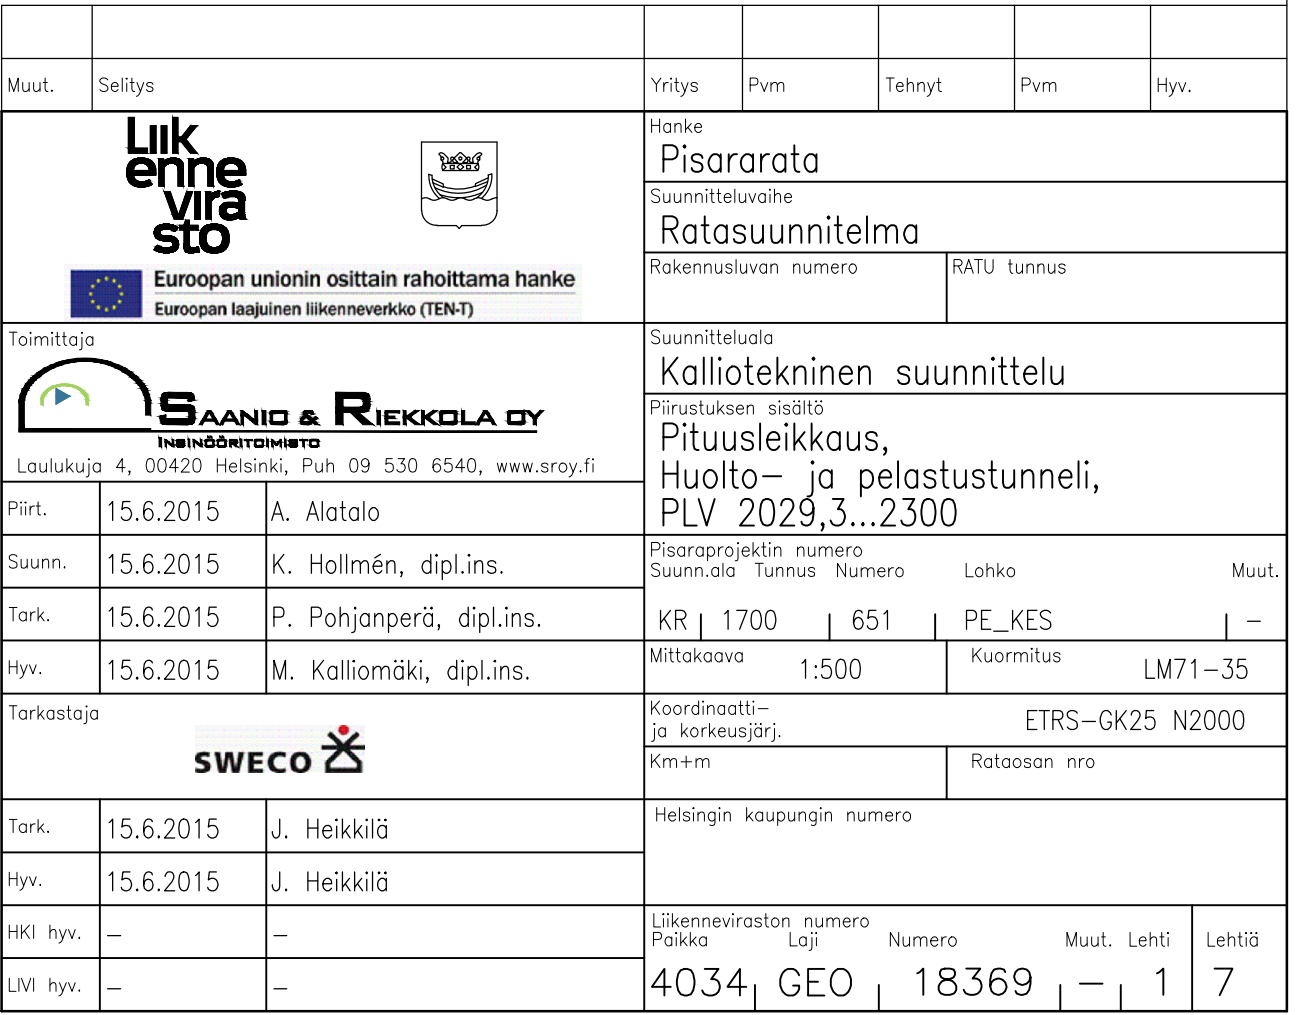 Muut. Selitys Yritys Pvm Tehnyt Pvm Hyv.
Liik
enne
vira
sto
Euroopan unionin osittain rahoittama hanke
Euroopan laajuinen liikenneverkko (TEN-T)
Hanke
Pisararata
Suunnitteluvaihe
Ratasuunnitelma
Rakennusluvan numero RATU tunnus
Toimittaja
SAANIO & RIEKKOLA OY
INSINÖÖRITOIMISTO
Laulukuja 4, 00420 Helsinki, Puh 09 530 6540, www.sroy.fi
Suunnitteluala
Kalliotekninen suunnittelu
Piirustuksen sisältö
Pituusleikkaus,
Huolto- ja pelastustunneli,
PLV 2029,3...2300
Piirt. 15.6.2015 A. Alatalo
Suunn. 15.6.2015 K. Hollmén, dipl.ins.
Tark. 15.6.2015 P. Pohjanperä, dipl.ins.
Hyv. 15.6.2015 M. Kalliomäki, dipl.ins.
Pisaraprojektin numero
Suunn.ala Tunnus Numero Lohko Muut.
KR 1700 651 PE_KES -
Mittakaava 1:500 Kuormitus LM71-35
Tarkastaja
SWECO
Koordinaatti-
ja korkeusjärj. ETRS-GK25 N2000
Km+m Rataosan nro
Tark. 15.6.2015 J. Heikkilä
Hyv. 15.6.2015 J. Heikkilä
HKI hyv. - -
LIVI hyv. - -
Helsingin kaupungin numero
Liikenneviraston numero
Paikka Laji Numero Muut. Lehti Lehtiä
4034 GEO 18369 - 1 7